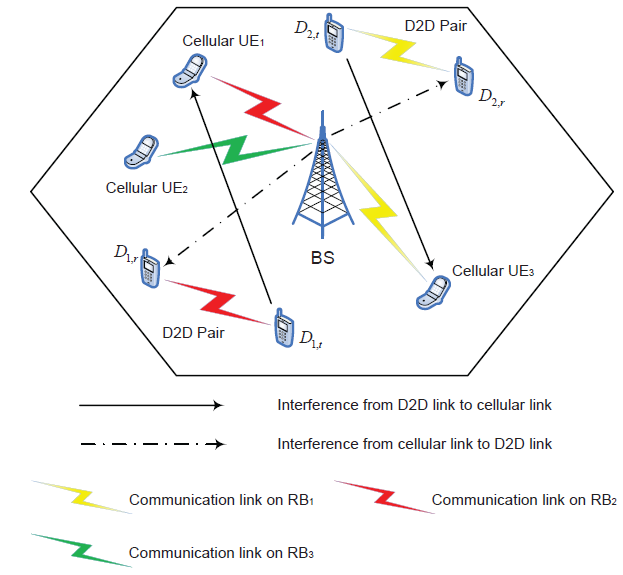 D2,t
D2D Pair
Cellular UE1
D2,r
Cellular UE2
D1,r
BS
Cellular UE3
D2D Pair
D1,t
Interference from D2D link to cellular link
Interference from cellular link to D2D link
Communication link on RB1
Communication link on RB2
Communication link on RB3